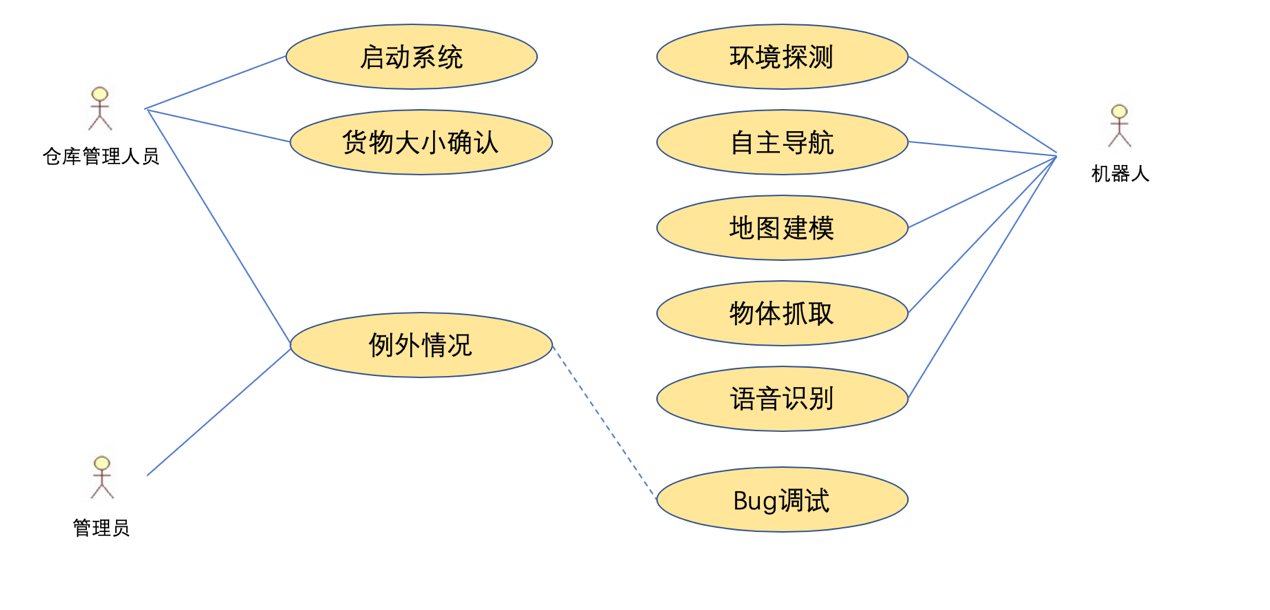 启动系统
环境探测
货物大小确认
自主导航
仓库管理人员
机器人
地图建模
物体抓取
例外情况
语音识别
Bug调试
管理员